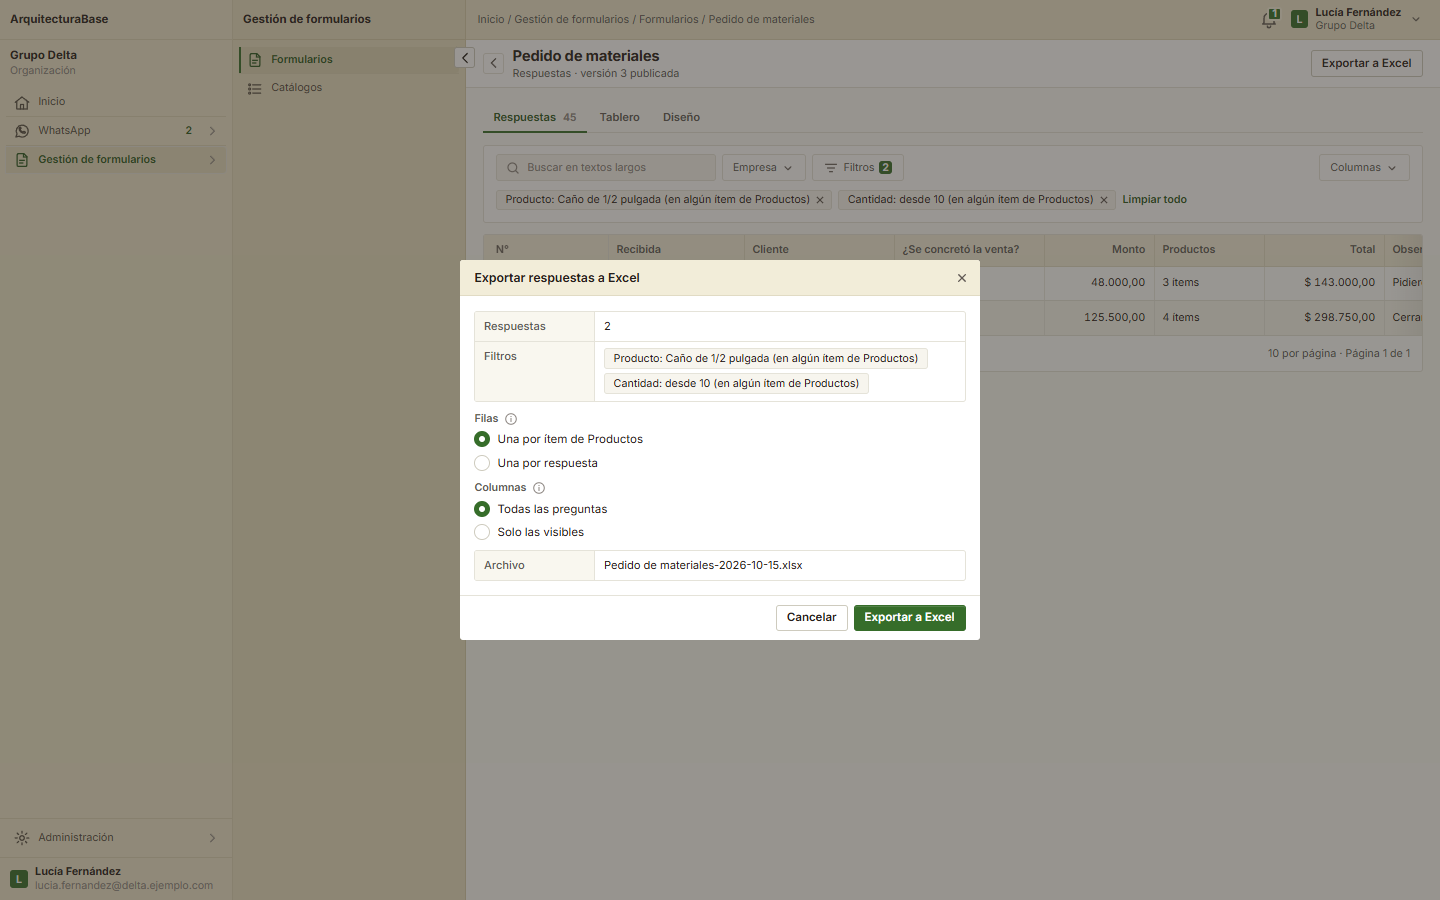 ArquitecturaBase
Grupo Delta
Organización
Inicio
WhatsApp 2
Gestión de formularios
Administración
L Lucía Fernández
lucia.fernandez@delta.ejemplo.com
Gestión de formularios
Formularios
Catálogos
Inicio / Gestión de formularios / Formularios / Pedido de materiales
1
L Lucía Fernández
Grupo Delta
Pedido de materiales
Respuestas · versión 3 publicada
Exportar a Excel
Respuestas 45 Tablero Diseño
Buscar en textos largos Empresa Filtros 2 Columnas
Producto: Caño de 1/2 pulgada (en algún ítem de Productos) Cantidad: desde 10 (en algún ítem de Productos) Limpiar todo
Nº Recibida Cliente ¿Se concretó la venta? Monto Productos Total Obser
48.000,00 3 ítems $ 143.000,00 Pidier
125.500,00 4 ítems $ 298.750,00 Cerra
10 por página · Página 1 de 1
Exportar respuestas a Excel
Respuestas 2
Filtros Producto: Caño de 1/2 pulgada (en algún ítem de Productos)
Cantidad: desde 10 (en algún ítem de Productos)
Filas
Una por ítem de Productos
Una por respuesta
Columnas
Todas las preguntas
Solo las visibles
Archivo Pedido de materiales-2026-10-15.xlsx
Cancelar Exportar a Excel